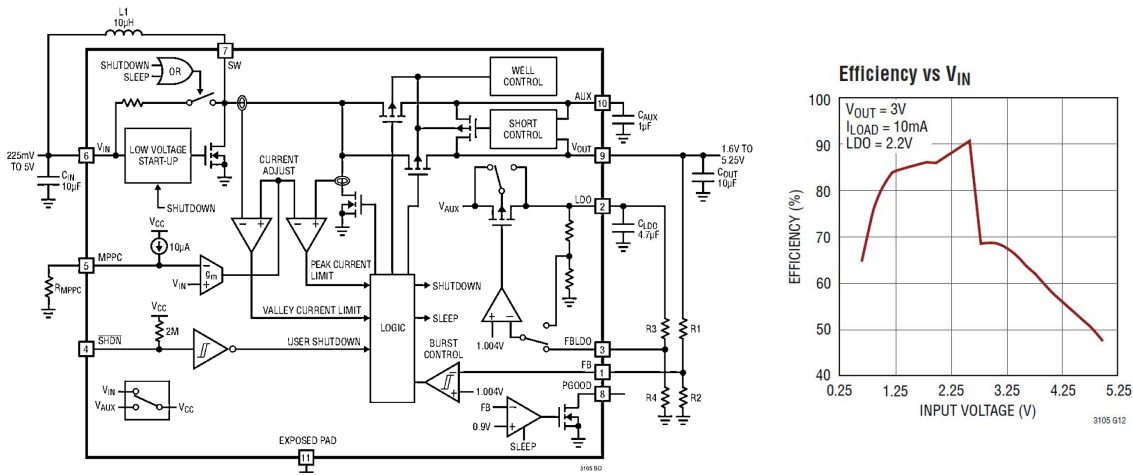 L1
10µH
7
SW
SHUTDOWN
SLEEP
OR
WELL
CONTROL
AUX
10
CAUX
1µF
SHORT
CONTROL
225mV
TO 5V
VIN
6
LOW VOLTAGE
START-UP
CURRENT
ADJUST
VOUT
9
1.6V TO
5.25V
CIN
10µF
COUT
10µF
SHUTDOWN
VAUX
LDO
2
CLDO
4.7µF
VCC
10µA
MPPC
5
RMPPC
VIN
gm
PEAK CURRENT
LIMIT
VALLEY CURRENT LIMIT
LOGIC
SHUTDOWN
SLEEP
1.004V
R3
R1
VCC
2M
SHDN
4
USER SHUTDOWN
BURST
CONTROL
FBLDO
3
FB
1
1.004V
PGOOD
8
R4
R2
VIN
VAUX
VCC
FB
0.9V
SLEEP
EXPOSED PAD
11
3105 BD
Efficiency vs VIN
VOUT = 3V
ILOAD = 10mA
LDO = 2.2V
EFFICIENCY (%)
100
90
80
70
60
50
40
0.25 1.25 2.25 3.25 4.25 5.25
INPUT VOLTAGE (V)
3105 G12